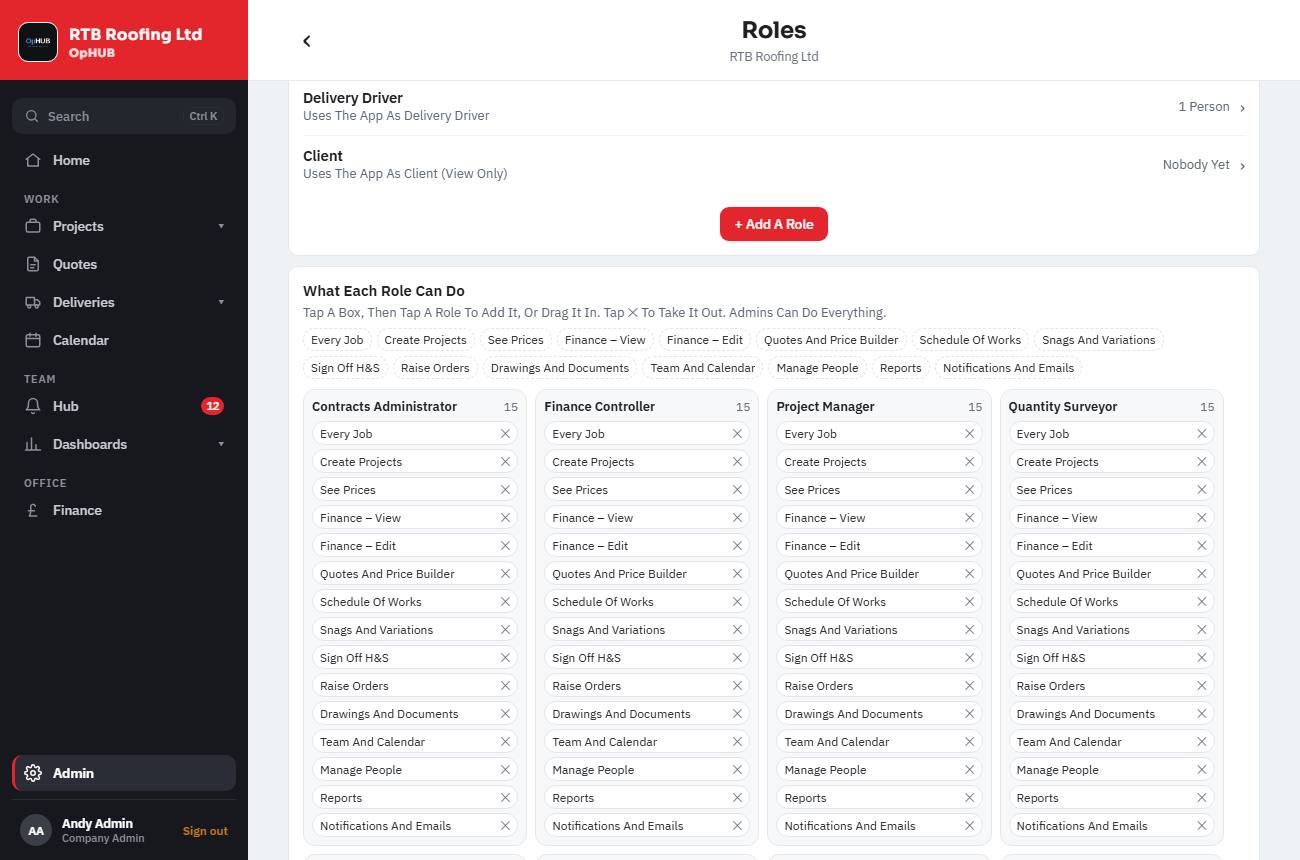 OpHUB
RTB Roofing Ltd
OpHUB
Search Ctrl K
Home
WORK
Projects
Quotes
Deliveries
Calendar
TEAM
Hub 12
Dashboards
OFFICE
Finance
Admin
AA
Andy Admin
Company Admin
Sign out
Roles
RTB Roofing Ltd
Delivery Driver
Uses The App As Delivery Driver
1 Person
Client
Uses The App As Client (View Only)
Nobody Yet
+ Add A Role
What Each Role Can Do
Tap A Box, Then Tap A Role To Add It, Or Drag It In. Tap ✕ To Take It Out. Admins Can Do Everything.
Every Job Create Projects See Prices Finance – View Finance – Edit Quotes And Price Builder Schedule Of Works Snags And Variations
Sign Off H&S Raise Orders Drawings And Documents Team And Calendar Manage People Reports Notifications And Emails
Contracts Administrator 15
Every Job
Create Projects
See Prices
Finance – View
Finance – Edit
Quotes And Price Builder
Schedule Of Works
Snags And Variations
Sign Off H&S
Raise Orders
Drawings And Documents
Team And Calendar
Manage People
Reports
Notifications And Emails
Finance Controller 15
Every Job
Create Projects
See Prices
Finance – View
Finance – Edit
Quotes And Price Builder
Schedule Of Works
Snags And Variations
Sign Off H&S
Raise Orders
Drawings And Documents
Team And Calendar
Manage People
Reports
Notifications And Emails
Project Manager 15
Every Job
Create Projects
See Prices
Finance – View
Finance – Edit
Quotes And Price Builder
Schedule Of Works
Snags And Variations
Sign Off H&S
Raise Orders
Drawings And Documents
Team And Calendar
Manage People
Reports
Notifications And Emails
Quantity Surveyor 15
Every Job
Create Projects
See Prices
Finance – View
Finance – Edit
Quotes And Price Builder
Schedule Of Works
Snags And Variations
Sign Off H&S
Raise Orders
Drawings And Documents
Team And Calendar
Manage People
Reports
Notifications And Emails